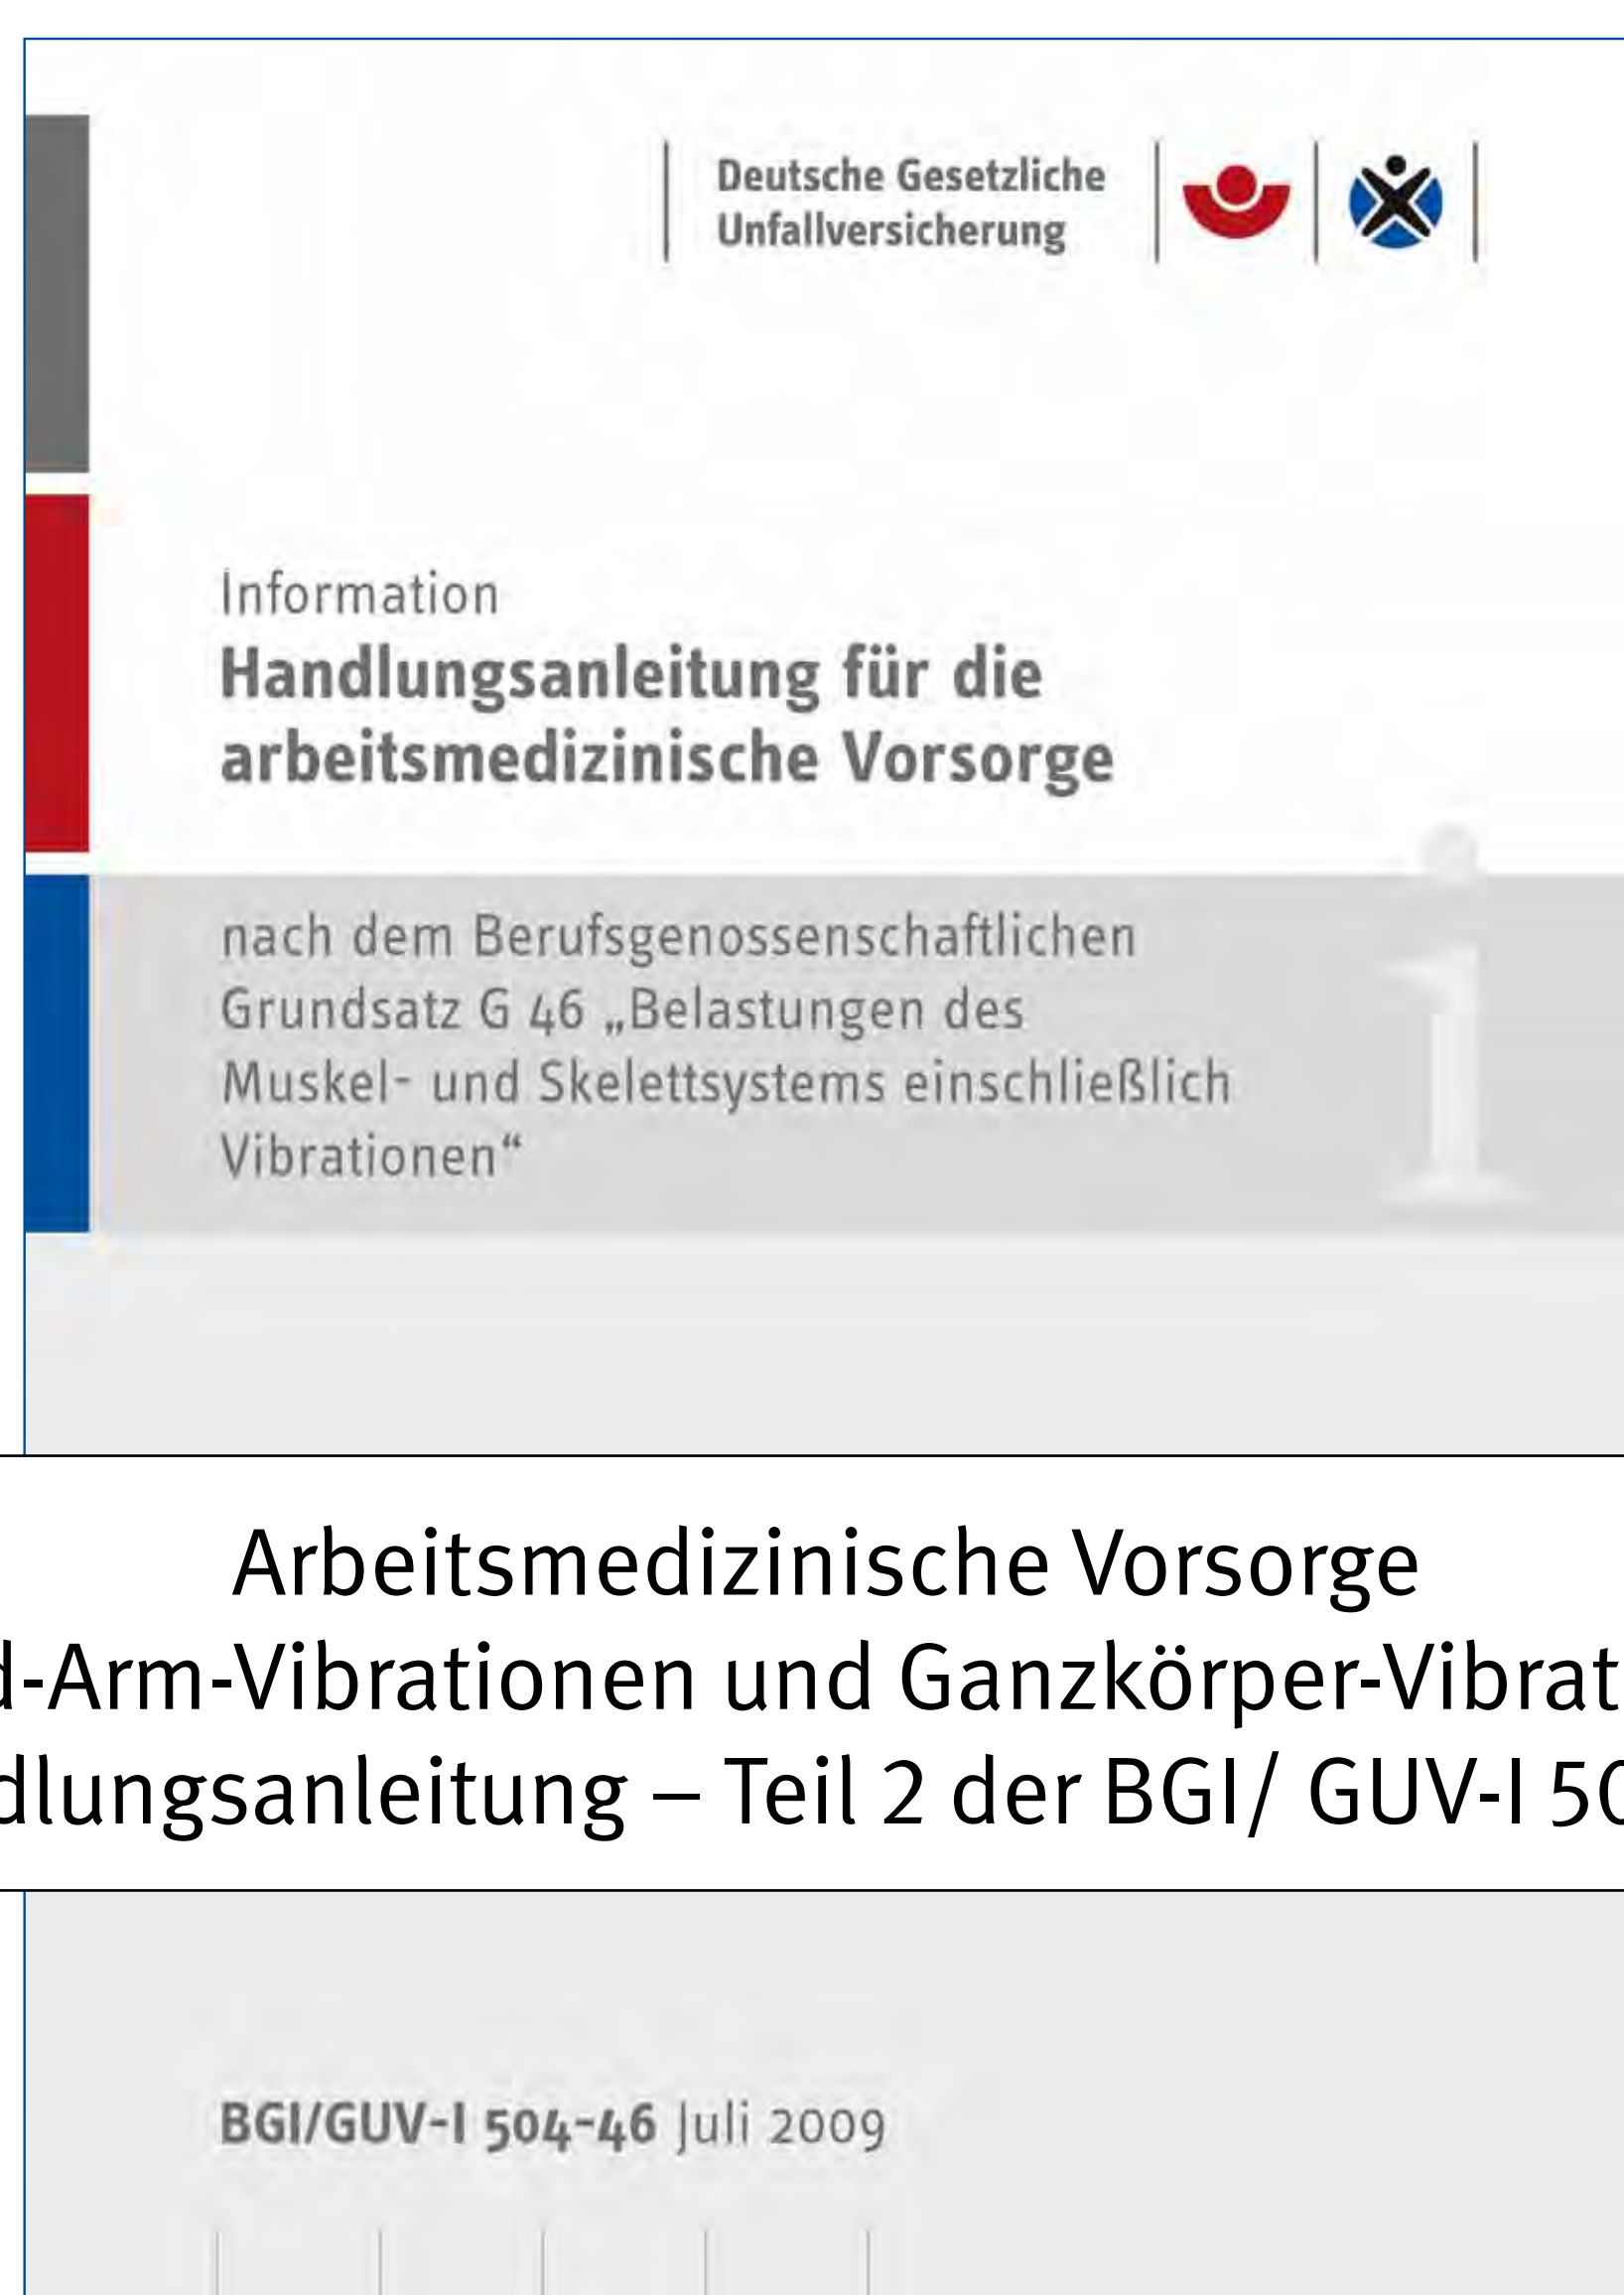 Deutsche Gesetzliche
Unfallversicherung
Information
Handlungsanleitung für die
arbeitsmedizinische Vorsorge
nach dem Berufsgenossenschaftlichen
Grundsatz G 46 „Belastungen des
Muskel- und Skelettsystems einschließlich
Vibrationen“
i
Arbeitsmedizinische Vorsorge
d-Arm-Vibrationen und Ganzkörper-Vibrat
dlungsanleitung – Teil 2 der BGI/ GUV-I 50
BGI/GUV-I 504-46 Juli 2009